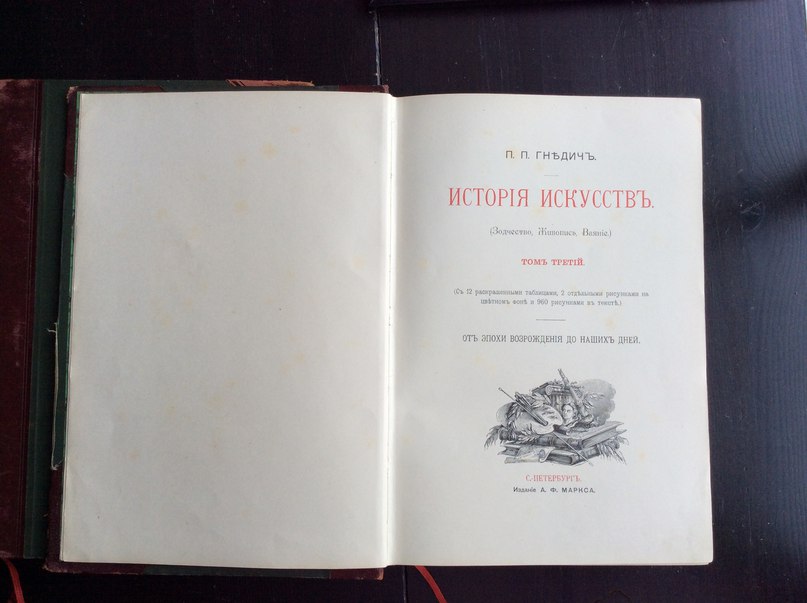 П. П. ГНѢДИЧЪ.
ИСТОРІЯ ИСКУССТВЪ.
(Зодчество, Живопись, Ваяніе.)
ТОМЪ ТРЕТІЙ.
(Съ 12 раскрашенными таблицами, 2 отдѣльными рисунками на
цвѣтномъ фонѣ и 960 рисунками въ текстѣ.)
ОТЪ ЭПОХИ ВОЗРОЖДЕНІЯ ДО НАШИХЪ ДНЕЙ.
С.-ПЕТЕРБУРГЪ.
Изданіе А. Ф. МАРКСА.